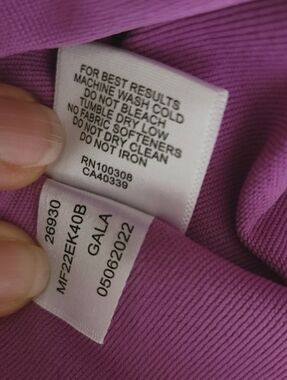 FOR BEST RESULTS
MACHINE WASH COLD
DO NOT BLEACH
TUMBLE DRY LOW
NO FABRIC SOFTENERS
DO NOT DRY CLEAN
DO NOT IRON
RN100308
CA40339
26930
MF22EK40B
GALA
05062022